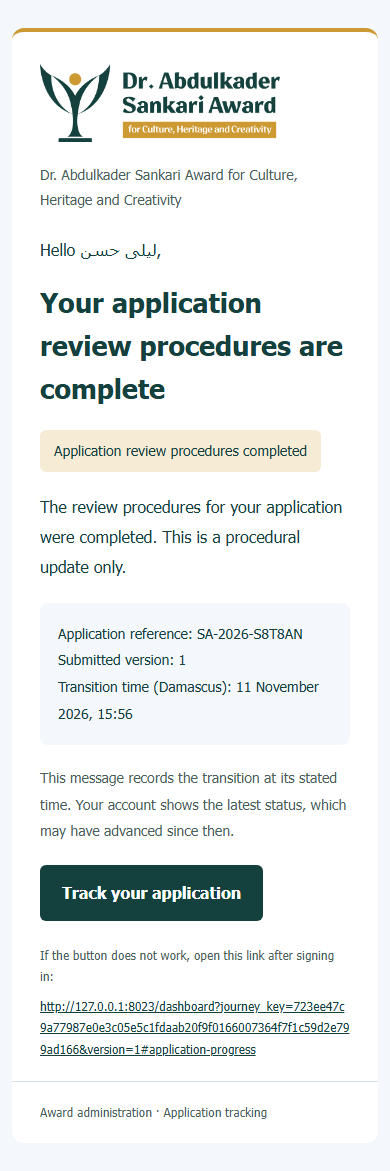 Dr. Abdulkader
Sankari Award
for Culture, Heritage and Creativity
Dr. Abdulkader Sankari Award for Culture,
Heritage and Creativity
Hello ليلى حسن,
Your application
review procedures are
complete
Application review procedures completed
The review procedures for your application
were completed. This is a procedural
update only.
Application reference: SA-2026-S8T8AN
Submitted version: 1
Transition time (Damascus): 11 November
2026, 15:56
This message records the transition at its stated
time. Your account shows the latest status, which
may have advanced since then.
Track your application
If the button does not work, open this link after signing
in:
http://127.0.0.1:8023/dashboard?journey_key=723ee47c
9a77987e0e3c05e5c1fdaab20f9f0166007364f7f1c59d2e79
9ad166&version=1#application-progress
Award administration · Application tracking